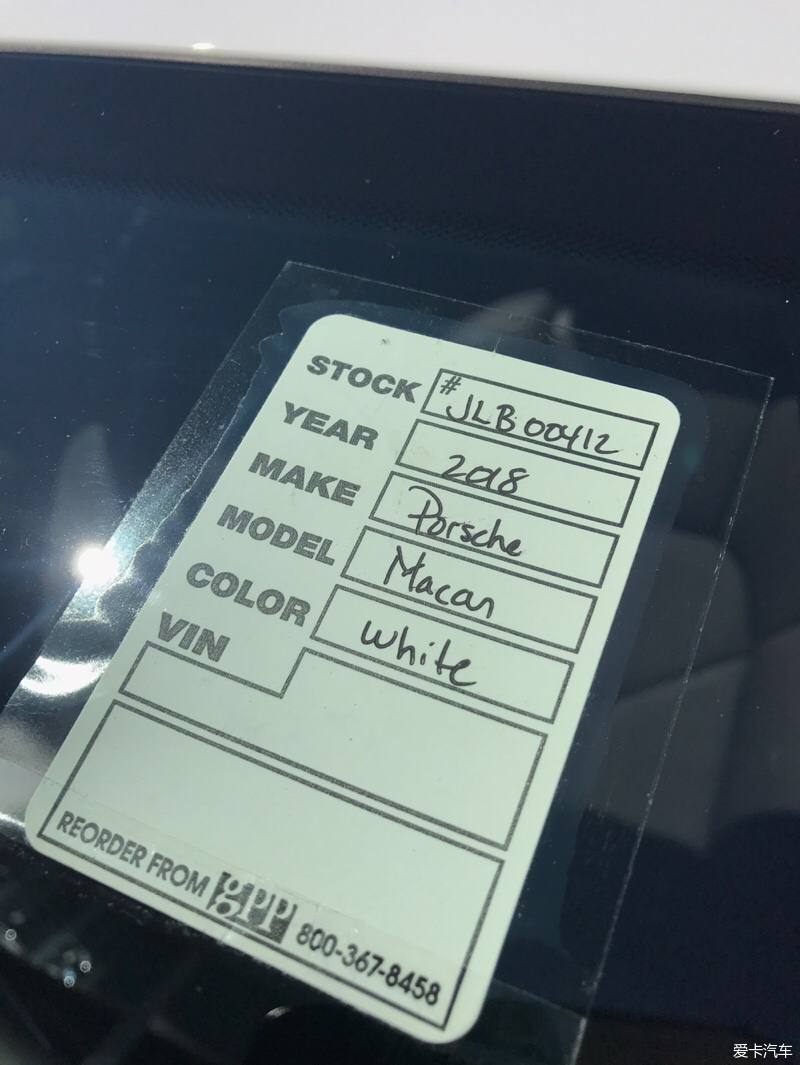 STOCK # JLB00412
YEAR 2018
MAKE Porsche
MODEL Macan
COLOR White
VIN
REORDER FROM gpp 800-367-8458
爱卡汽车